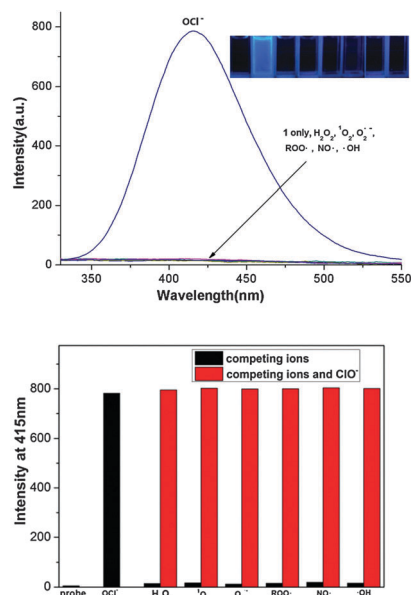 OCl⁻
800
600
400
200
0
Intensity(a.u.)
1 only, H₂O₂, ¹O₂, O₂·⁻,
ROO· , NO· , ·OH
350
400
450
500
550
Wavelength(nm)
competing ions
competing ions and ClO⁻
1000
800
600
400
200
0
Intensity at 415nm
probe
OCl⁻
ROO·
NO·
·OH